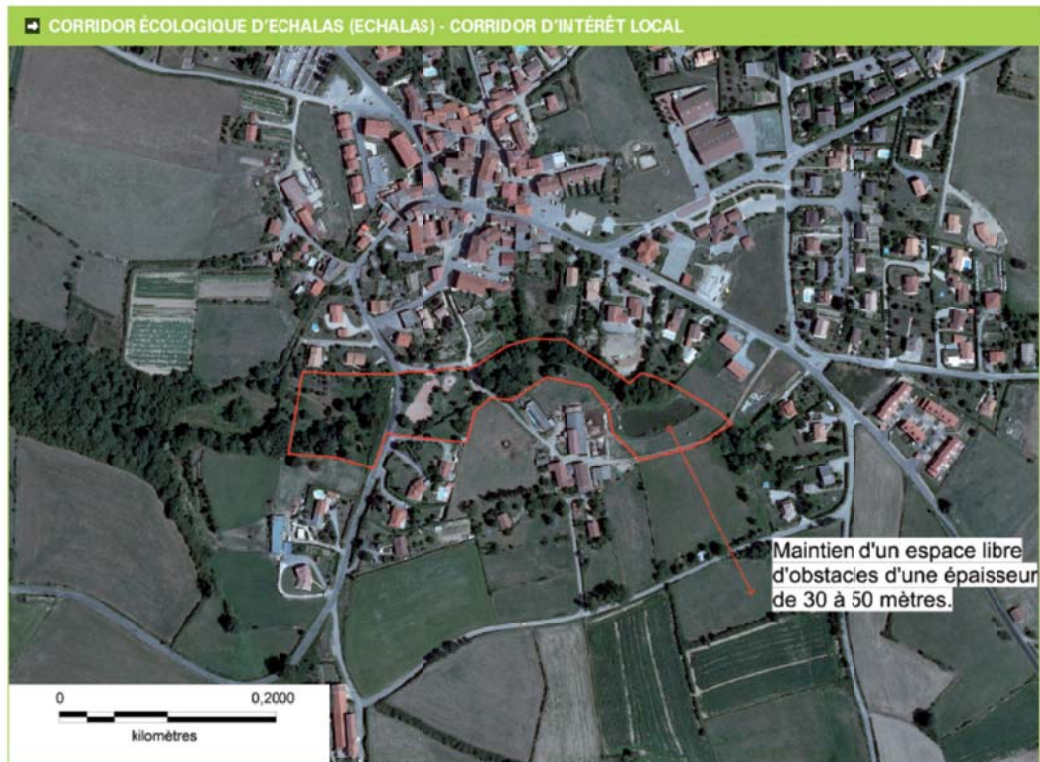 CORRIDOR ÉCOLOGIQUE D'ECHALAS (ECHALAS) - CORRIDOR D'INTÉRÊT LOCAL
Maintien d'un espace libre
d'obstacles d'une épaisseur
de 30 à 50 mètres.
0 0,2000
kilomètres